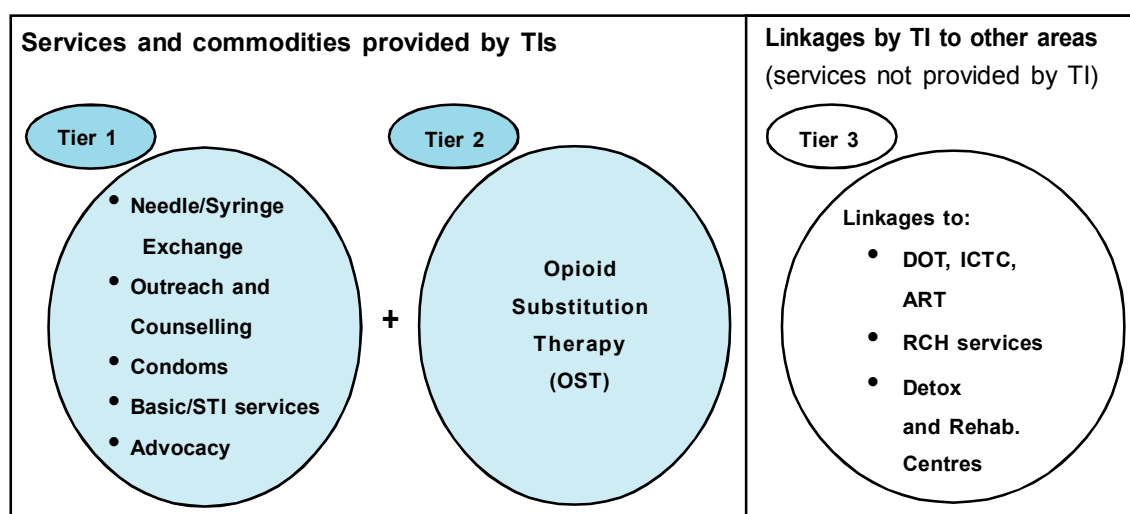 Services and commodities provided by TIs
Tier 1
• Needle/Syringe
Exchange
• Outreach and
Counselling
• Condoms
• Basic/STI services
• Advocacy
+
Tier 2
Opioid
Substitution
Therapy
(OST)
Linkages by TI to other areas
(services not provided by TI)
Tier 3
Linkages to:
• DOT, ICTC,
ART
• RCH services
• Detox
and Rehab.
Centres